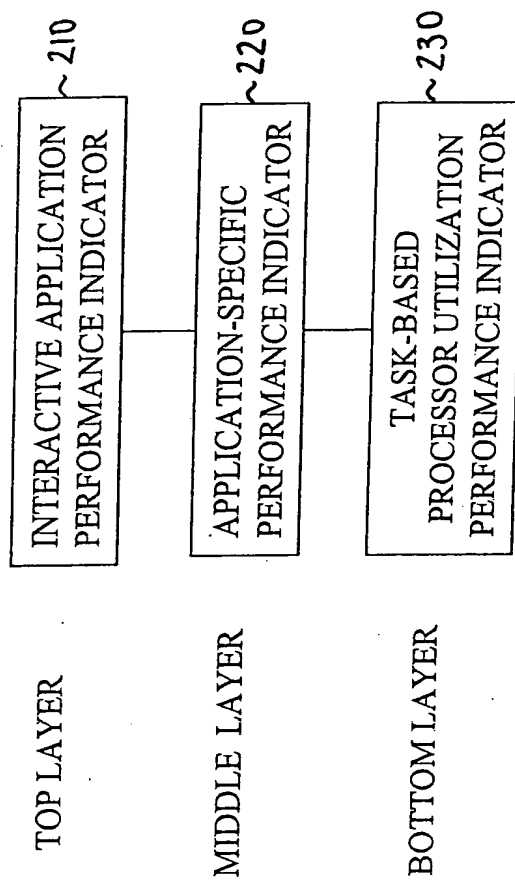 TOP LAYER
INTERACTIVE APPLICATION
PERFORMANCE INDICATOR
~210
MIDDLE LAYER
APPLICATION-SPECIFIC
PERFORMANCE INDICATOR
~220
BOTTOM LAYER
TASK-BASED
PROCESSOR UTILIZATION
PERFORMANCE INDICATOR
~230